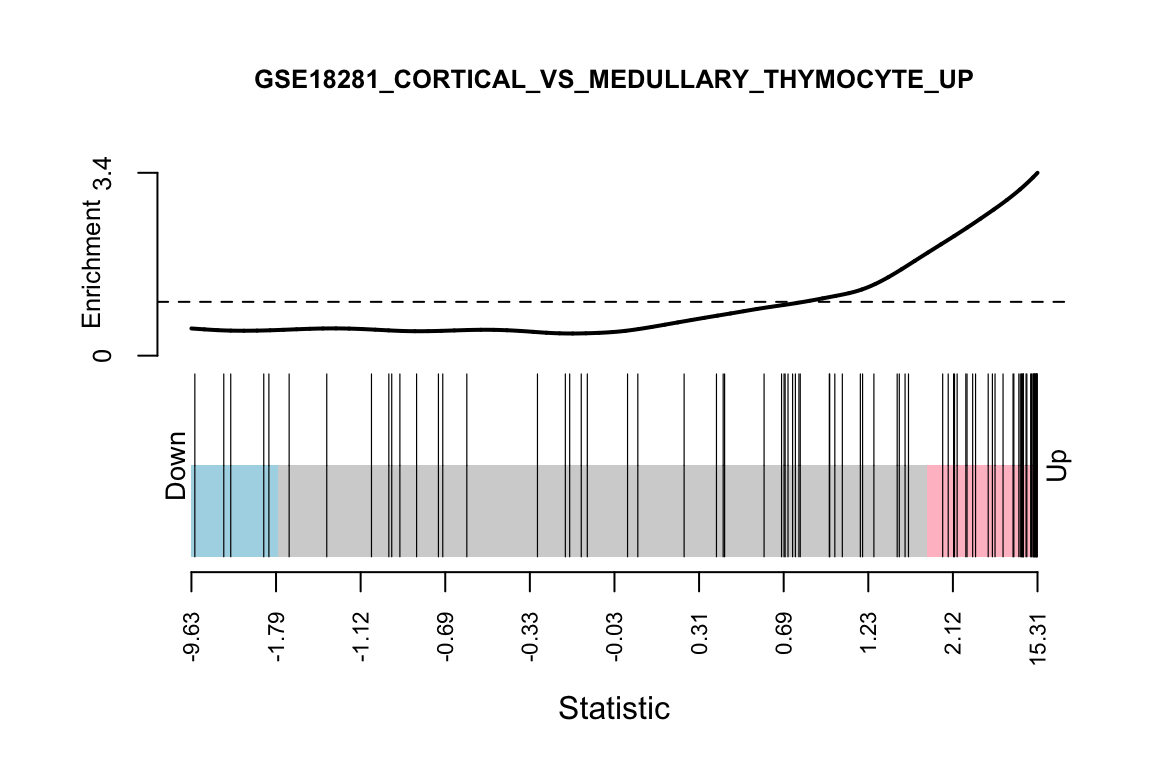 GSE18281_CORTICAL_VS_MEDULLARY_THYMOCYTE_UP
3.4
Enrichment
0
Down
Up
-9.63 -1.79 -1.12 -0.69 -0.33 -0.03 0.31 0.69 1.23 2.12 15.31
Statistic